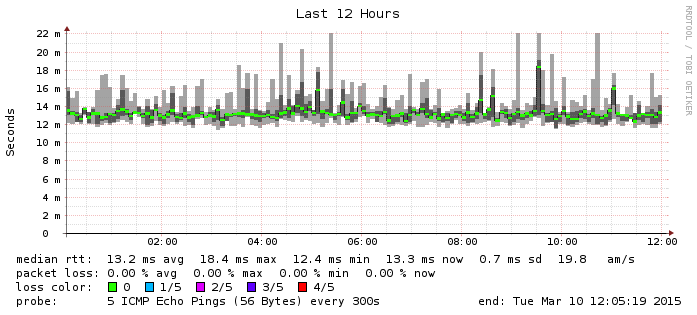 Last 12 Hours
RRDTOOL / TOBI OETIKER
Seconds
22 m
20 m
18 m
16 m
14 m
12 m
10 m
8 m
6 m
4 m
2 m
0
02:00 04:00 06:00 08:00 10:00 12:00
median rtt: 13.2 ms avg 18.4 ms max 12.4 ms min 13.3 ms now 0.7 ms sd 19.8 am/s
packet loss: 0.00 % avg 0.00 % max 0.00 % min 0.00 % now
loss color: 0 1/5 2/5 3/5 4/5
probe: 5 ICMP Echo Pings (56 Bytes) every 300s end: Tue Mar 10 12:05:19 2015